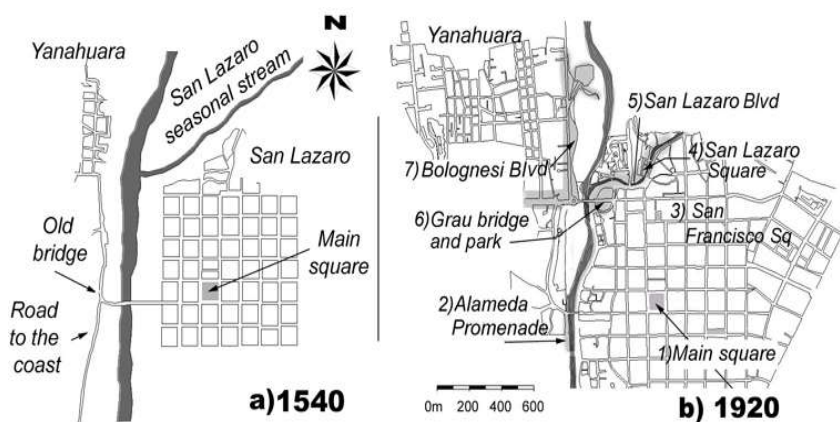 Yanahuara
San Lazaro
seasonal stream
N
San Lazaro
Old
bridge
Main
square
Road
to the
coast
a)1540
Yanahuara
5)San Lazaro Blvd
4)San Lazaro
Square
7)Bolognesi Blvd
3) San
Francisco Sq
6)Grau bridge
and park
2)Alameda
Promenade
1)Main square
0m 200 400 600
b) 1920